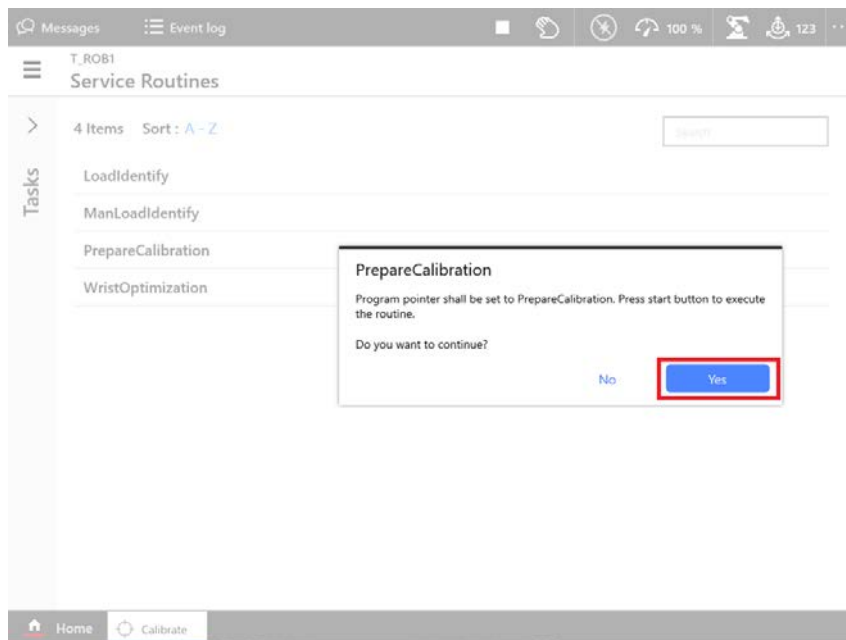 Messages Event log 100 % 123
T_ROB1
Service Routines
4 Items Sort : A - Z Search
Tasks
LoadIdentify
ManLoadIdentify
PrepareCalibration
WristOptimization
PrepareCalibration
Program pointer shall be set to PrepareCalibration. Press start button to execute
the routine.
Do you want to continue?
No Yes
Home Calibrate